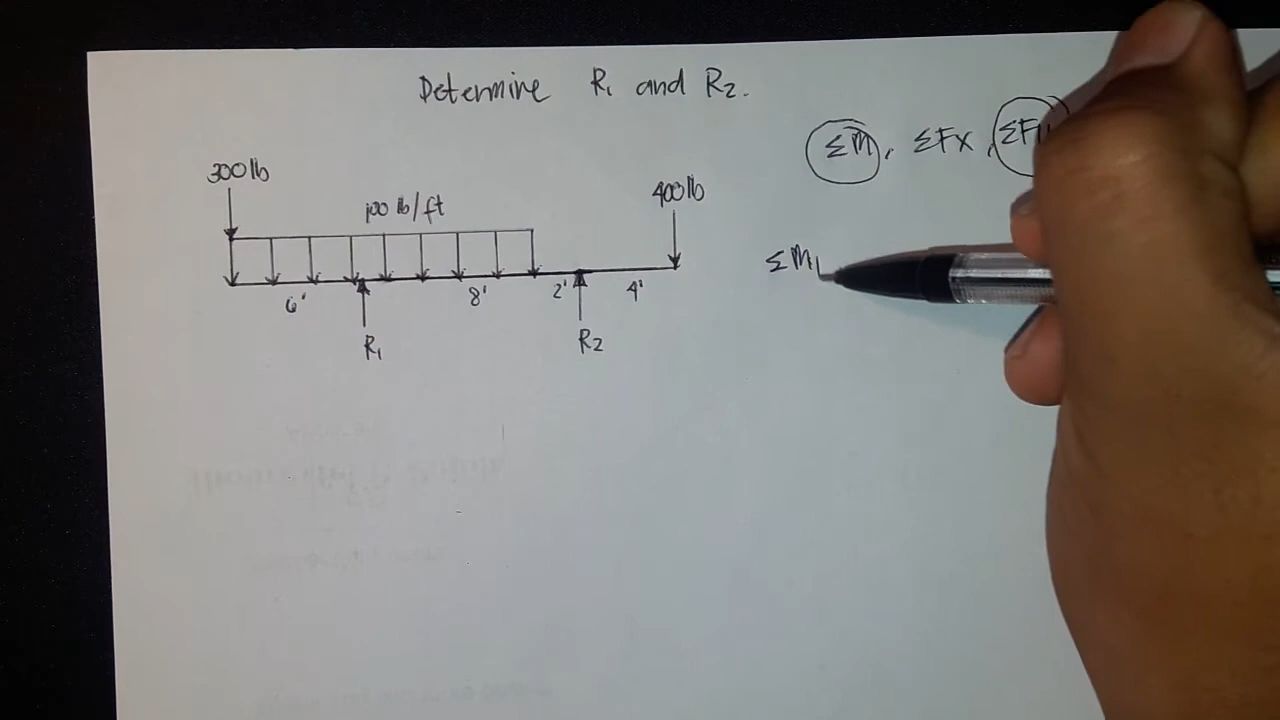 Determine R₁ and R₂.
ΣM, ΣFx, ΣF
300 lb
400 lb
100 lb/ft
ΣM₁
6' 8' 2' 4'
R₁ R₂